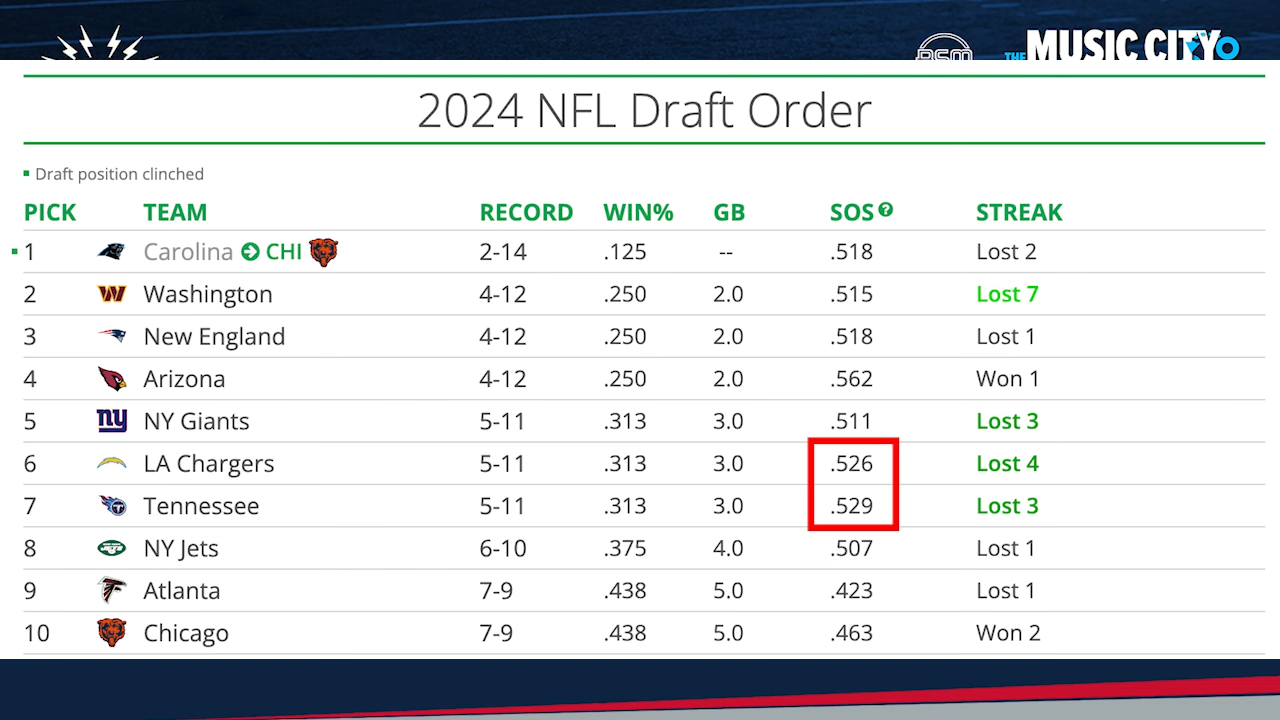 THE MUSIC CITY
2024 NFL Draft Order
Draft position clinched
PICK TEAM RECORD WIN% GB SOS ? STREAK
1 Carolina CHI 2-14 .125 -- .518 Lost 2
2 Washington 4-12 .250 2.0 .515 Lost 7
3 New England 4-12 .250 2.0 .518 Lost 1
4 Arizona 4-12 .250 2.0 .562 Won 1
5 ny NY Giants 5-11 .313 3.0 .511 Lost 3
6 LA Chargers 5-11 .313 3.0 .526 Lost 4
7 Tennessee 5-11 .313 3.0 .529 Lost 3
8 NY Jets 6-10 .375 4.0 .507 Lost 1
9 Atlanta 7-9 .438 5.0 .423 Lost 1
10 Chicago 7-9 .438 5.0 .463 Won 2